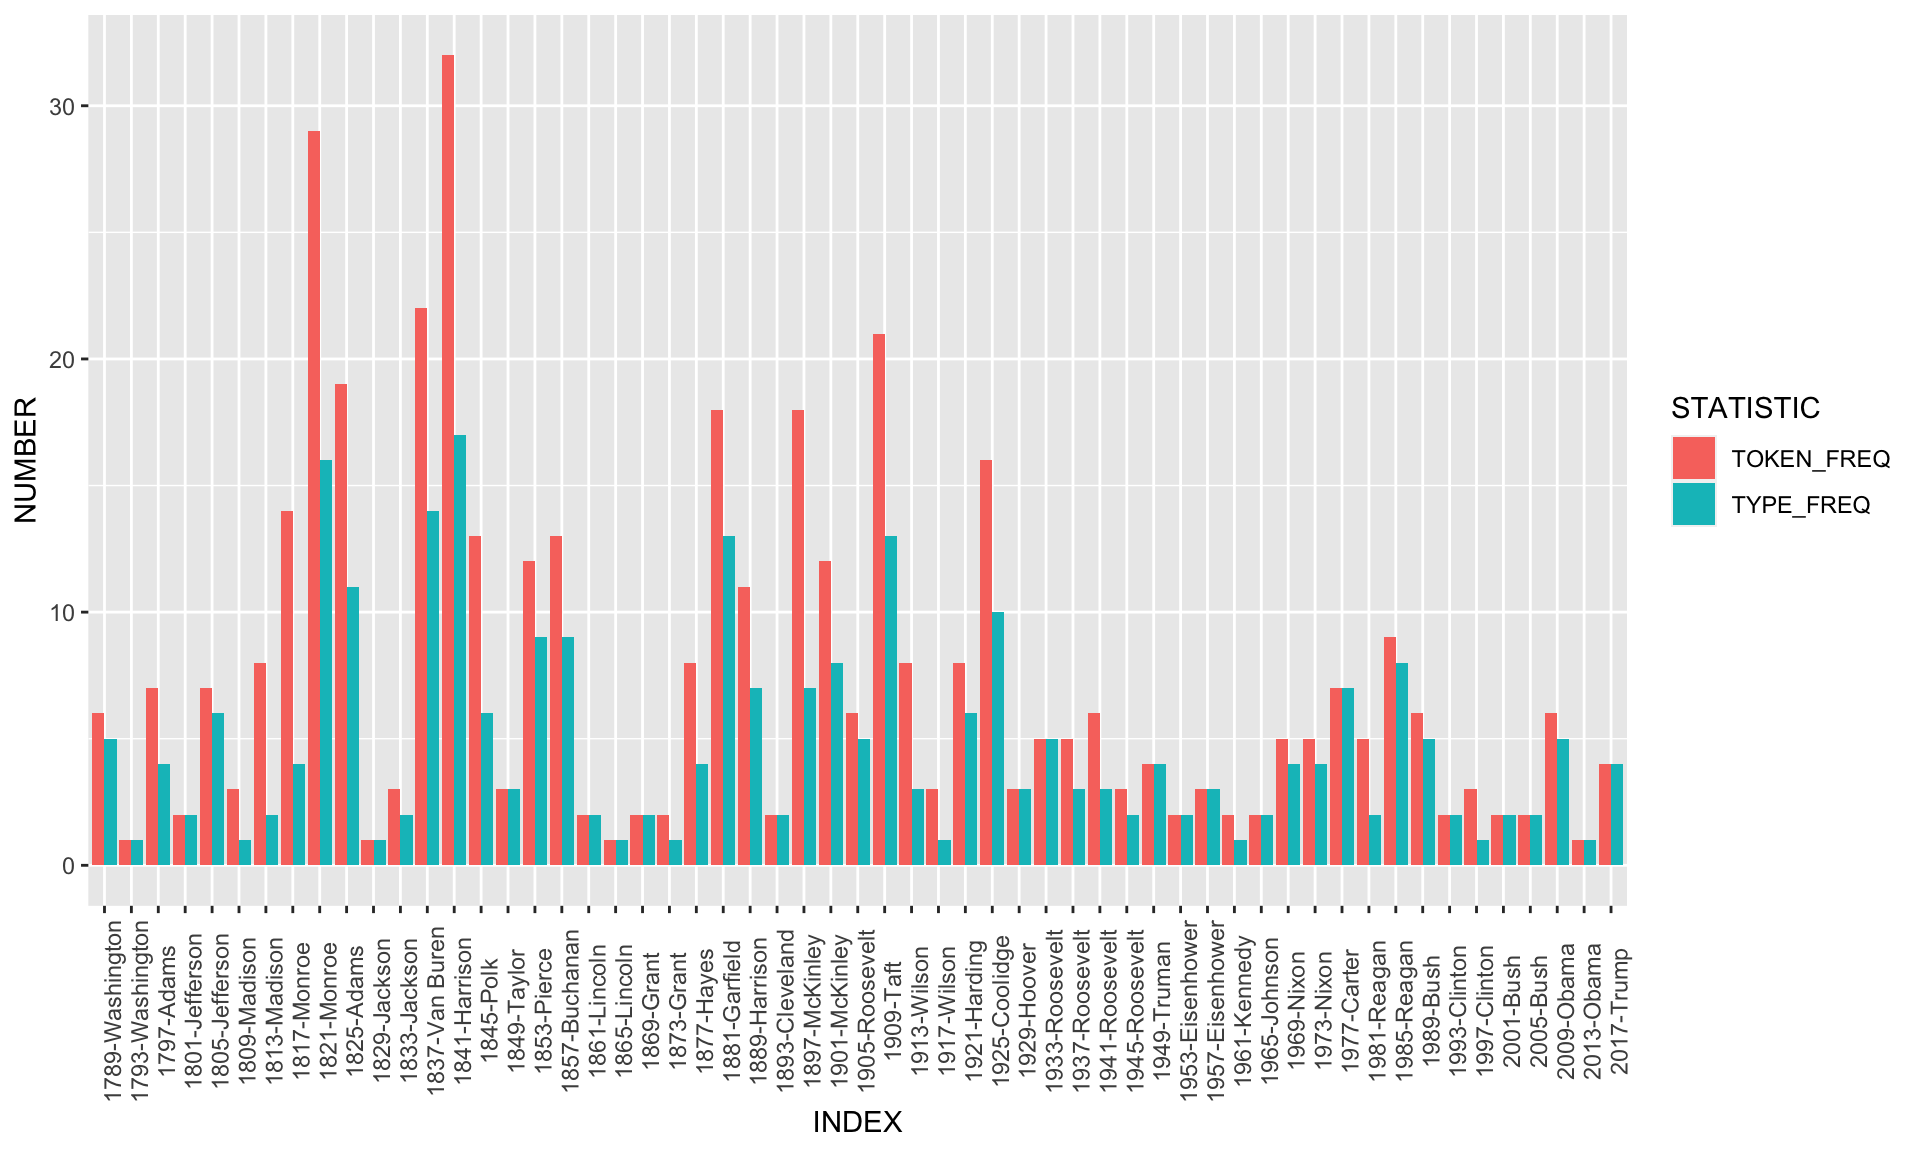 30
20
10
0
NUMBER
1789-Washington
1793-Washington
1797-Adams
1801-Jefferson
1805-Jefferson
1809-Madison
1813-Madison
1817-Monroe
1821-Monroe
1825-Adams
1829-Jackson
1833-Jackson
1837-Van Buren
1841-Harrison
1845-Polk
1849-Taylor
1853-Pierce
1857-Buchanan
1861-Lincoln
1865-Lincoln
1869-Grant
1873-Grant
1877-Hayes
1881-Garfield
1889-Harrison
1893-Cleveland
1897-McKinley
1901-McKinley
1905-Roosevelt
1909-Taft
1913-Wilson
1917-Wilson
1921-Harding
1925-Coolidge
1929-Hoover
1933-Roosevelt
1937-Roosevelt
1941-Roosevelt
1945-Roosevelt
1949-Truman
1953-Eisenhower
1957-Eisenhower
1961-Kennedy
1965-Johnson
1969-Nixon
1973-Nixon
1977-Carter
1981-Reagan
1985-Reagan
1989-Bush
1993-Clinton
1997-Clinton
2001-Bush
2005-Bush
2009-Obama
2013-Obama
2017-Trump
INDEX
STATISTIC
TOKEN_FREQ
TYPE_FREQ